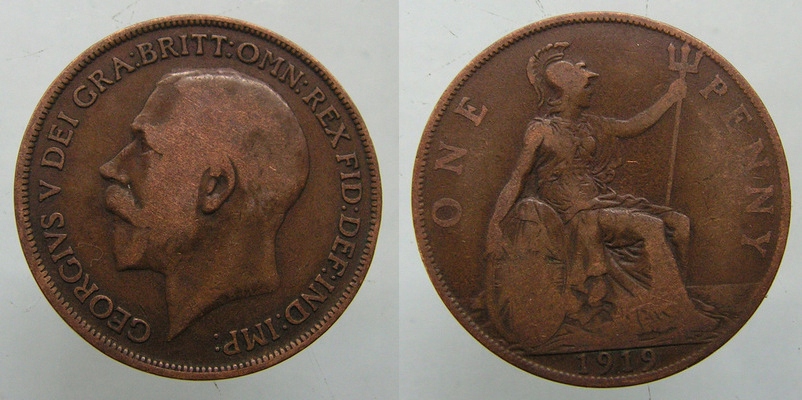 GEORGIVS V DEI GRA:BRITT:OMN:REX FID:DEF:IND:IMP:
ONE PENNY
1919